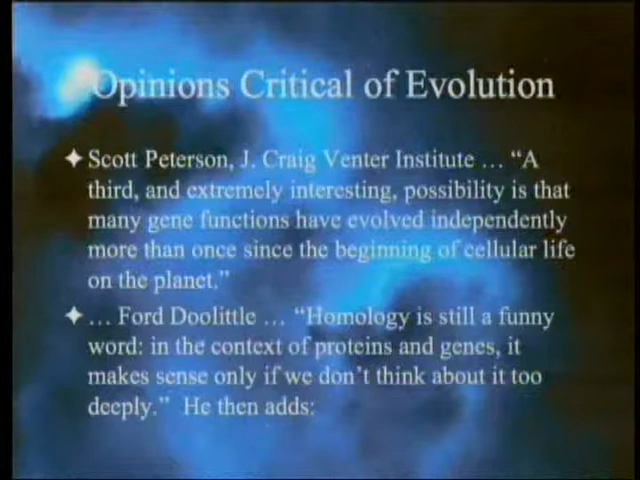 Opinions Critical of Evolution
✦ Scott Peterson, J. Craig Venter Institute … “A
third, and extremely interesting, possibility is that
many gene functions have evolved independently
more than once since the beginning of cellular life
on the planet.”
✦ … Ford Doolittle … “Homology is still a funny
word: in the context of proteins and genes, it
makes sense only if we don’t think about it too
deeply.” He then adds: